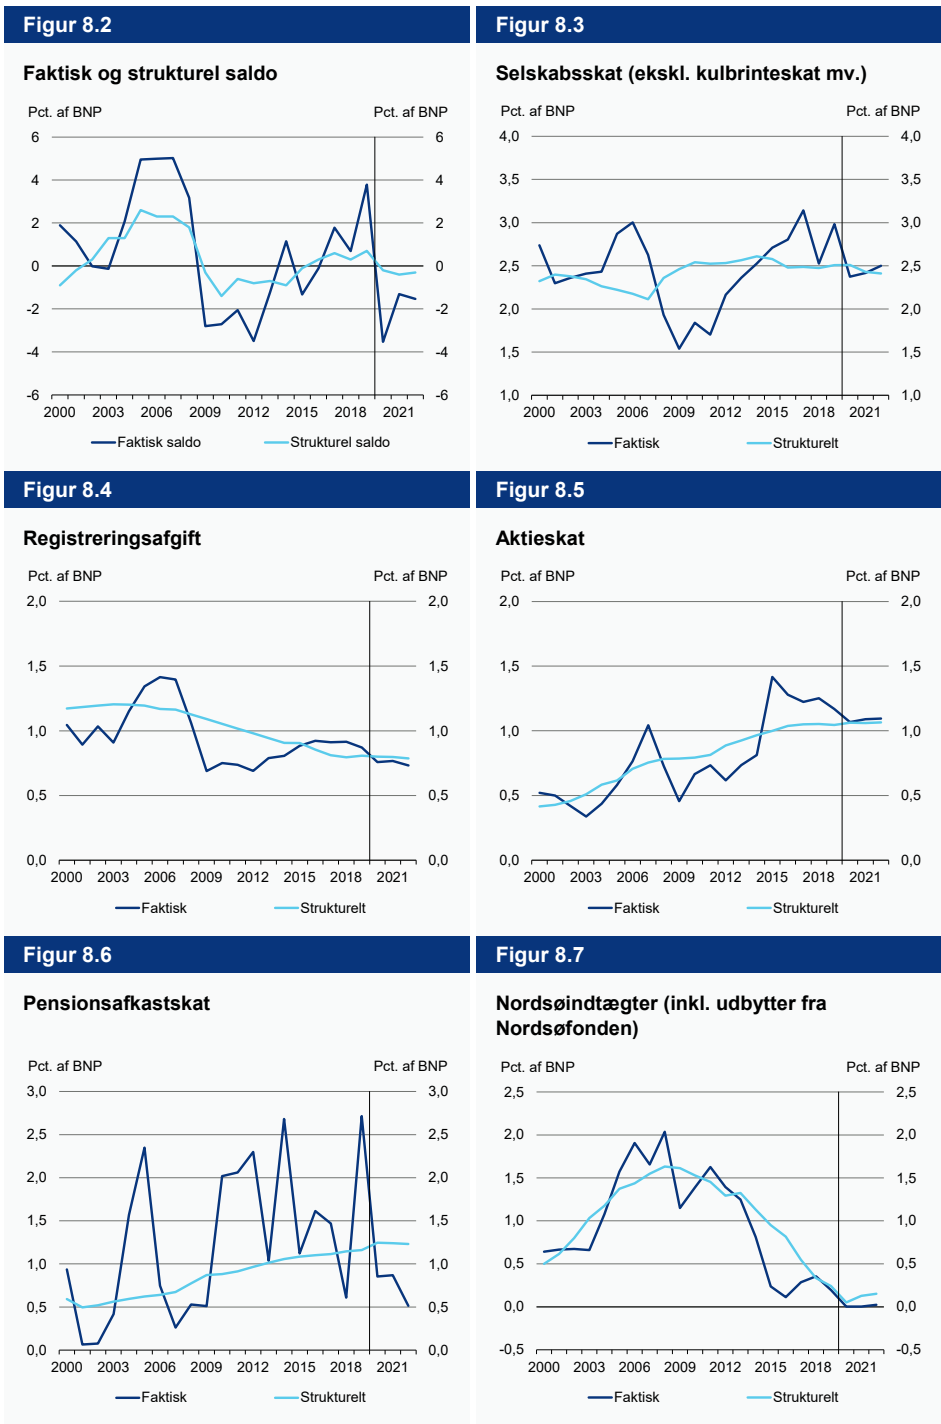 Figur 8.2
Faktisk og strukturel saldo
Pct. af BNP Pct. af BNP
6 6
4 4
2 2
0 0
-2 -2
-4 -4
-6 -6
2000 2003 2006 2009 2012 2015 2018 2021
Faktisk saldo Strukturel saldo
Figur 8.3
Selskabsskat (ekskl. kulbrinteskat mv.)
Pct. af BNP Pct. af BNP
4,0 4,0
3,5 3,5
3,0 3,0
2,5 2,5
2,0 2,0
1,5 1,5
1,0 1,0
2000 2003 2006 2009 2012 2015 2018 2021
Faktisk Strukturelt
Figur 8.4
Registreringsafgift
Pct. af BNP Pct. af BNP
2,0 2,0
1,5 1,5
1,0 1,0
0,5 0,5
0,0 0,0
2000 2003 2006 2009 2012 2015 2018 2021
Faktisk Strukturelt
Figur 8.5
Aktieskat
Pct. af BNP Pct. af BNP
2,0 2,0
1,5 1,5
1,0 1,0
0,5 0,5
0,0 0,0
2000 2003 2006 2009 2012 2015 2018 2021
Faktisk Strukturelt
Figur 8.6
Pensionsafkastskat
Pct. af BNP Pct. af BNP
3,0 3,0
2,5 2,5
2,0 2,0
1,5 1,5
1,0 1,0
0,5 0,5
0,0 0,0
2000 2003 2006 2009 2012 2015 2018 2021
Faktisk Strukturelt
Figur 8.7
Nordsøindtægter (inkl. udbytter fra
Nordsøfonden)
Pct. af BNP Pct. af BNP
2,5 2,5
2,0 2,0
1,5 1,5
1,0 1,0
0,5 0,5
0,0 0,0
-0,5 -0,5
2000 2003 2006 2009 2012 2015 2018 2021
Faktisk Strukturelt